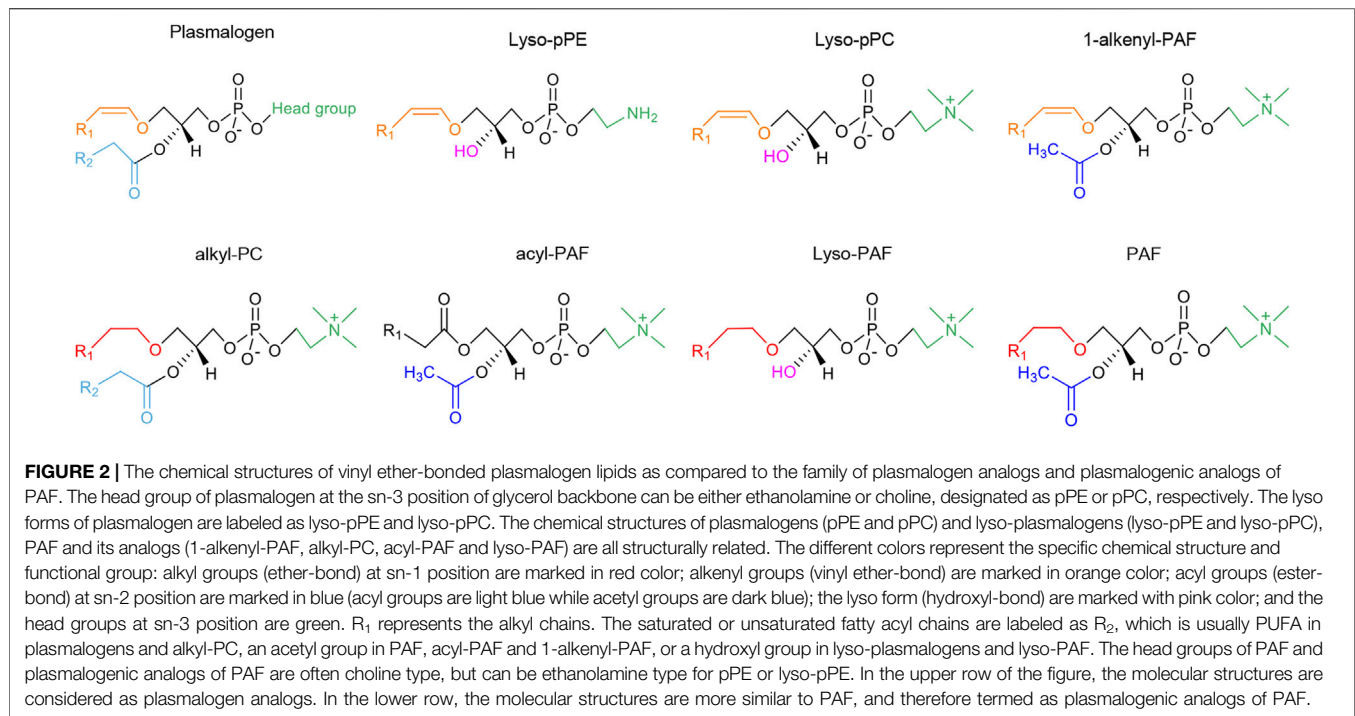 Plasmalogen
Lyso-pPE
Lyso-pPC
1-alkenyl-PAF
R1
O
R2
O
O
H
O
P
O
O-
O
Head group
R1
O
HO
H
O
P
O
O-
O
NH2
R1
O
HO
H
O
P
O
O-
O
N+
R1
O
H3C
O
O
H
O
P
O
O-
O
N+
alkyl-PC
acyl-PAF
Lyso-PAF
PAF
R1
O
R2
O
O
H
O
P
O
O-
O
N+
R1
O
O
H3C
O
O
H
O
P
O
O-
O
N+
R1
O
HO
H
O
P
O
O-
O
N+
R1
O
H3C
O
O
H
O
P
O
O-
O
N+
FIGURE 2 | The chemical structures of vinyl ether-bonded plasmalogen lipids as compared to the family of plasmalogen analogs and plasmalogenic analogs of
PAF. The head group of plasmalogen at the sn-3 position of glycerol backbone can be either ethanolamine or choline, designated as pPE or pPC, respectively. The lyso
forms of plasmalogen are labeled as lyso-pPE and lyso-pPC. The chemical structures of plasmalogens (pPE and pPC) and lyso-plasmalogens (lyso-pPE and lyso-pPC),
PAF and its analogs (1-alkenyl-PAF, alkyl-PC, acyl-PAF and lyso-PAF) are all structurally related. The different colors represent the specific chemical structure and
functional group: alkyl groups (ether-bond) at sn-1 position are marked in red color; alkenyl groups (vinyl ether-bond) are marked in orange color; acyl groups (ester-
bond) at sn-2 position are marked in blue (acyl groups are light blue while acetyl groups are dark blue); the lyso form (hydroxyl-bond) are marked with pink color; and the
head groups at sn-3 position are green. R1 represents the alkyl chains. The saturated or unsaturated fatty acyl chains are labeled as R2, which is usually PUFA in
plasmalogens and alkyl-PC, an acetyl group in PAF, acyl-PAF and 1-alkenyl-PAF, or a hydroxyl group in lyso-plasmalogens and lyso-PAF. The head groups of PAF and
plasmalogenic analogs of PAF are often choline type, but can be ethanolamine type for pPE or lyso-pPE. In the upper row of the figure, the molecular structures are
considered as plasmalogen analogs. In the lower row, the molecular structures are more similar to PAF, and therefore termed as plasmalogenic analogs of PAF.